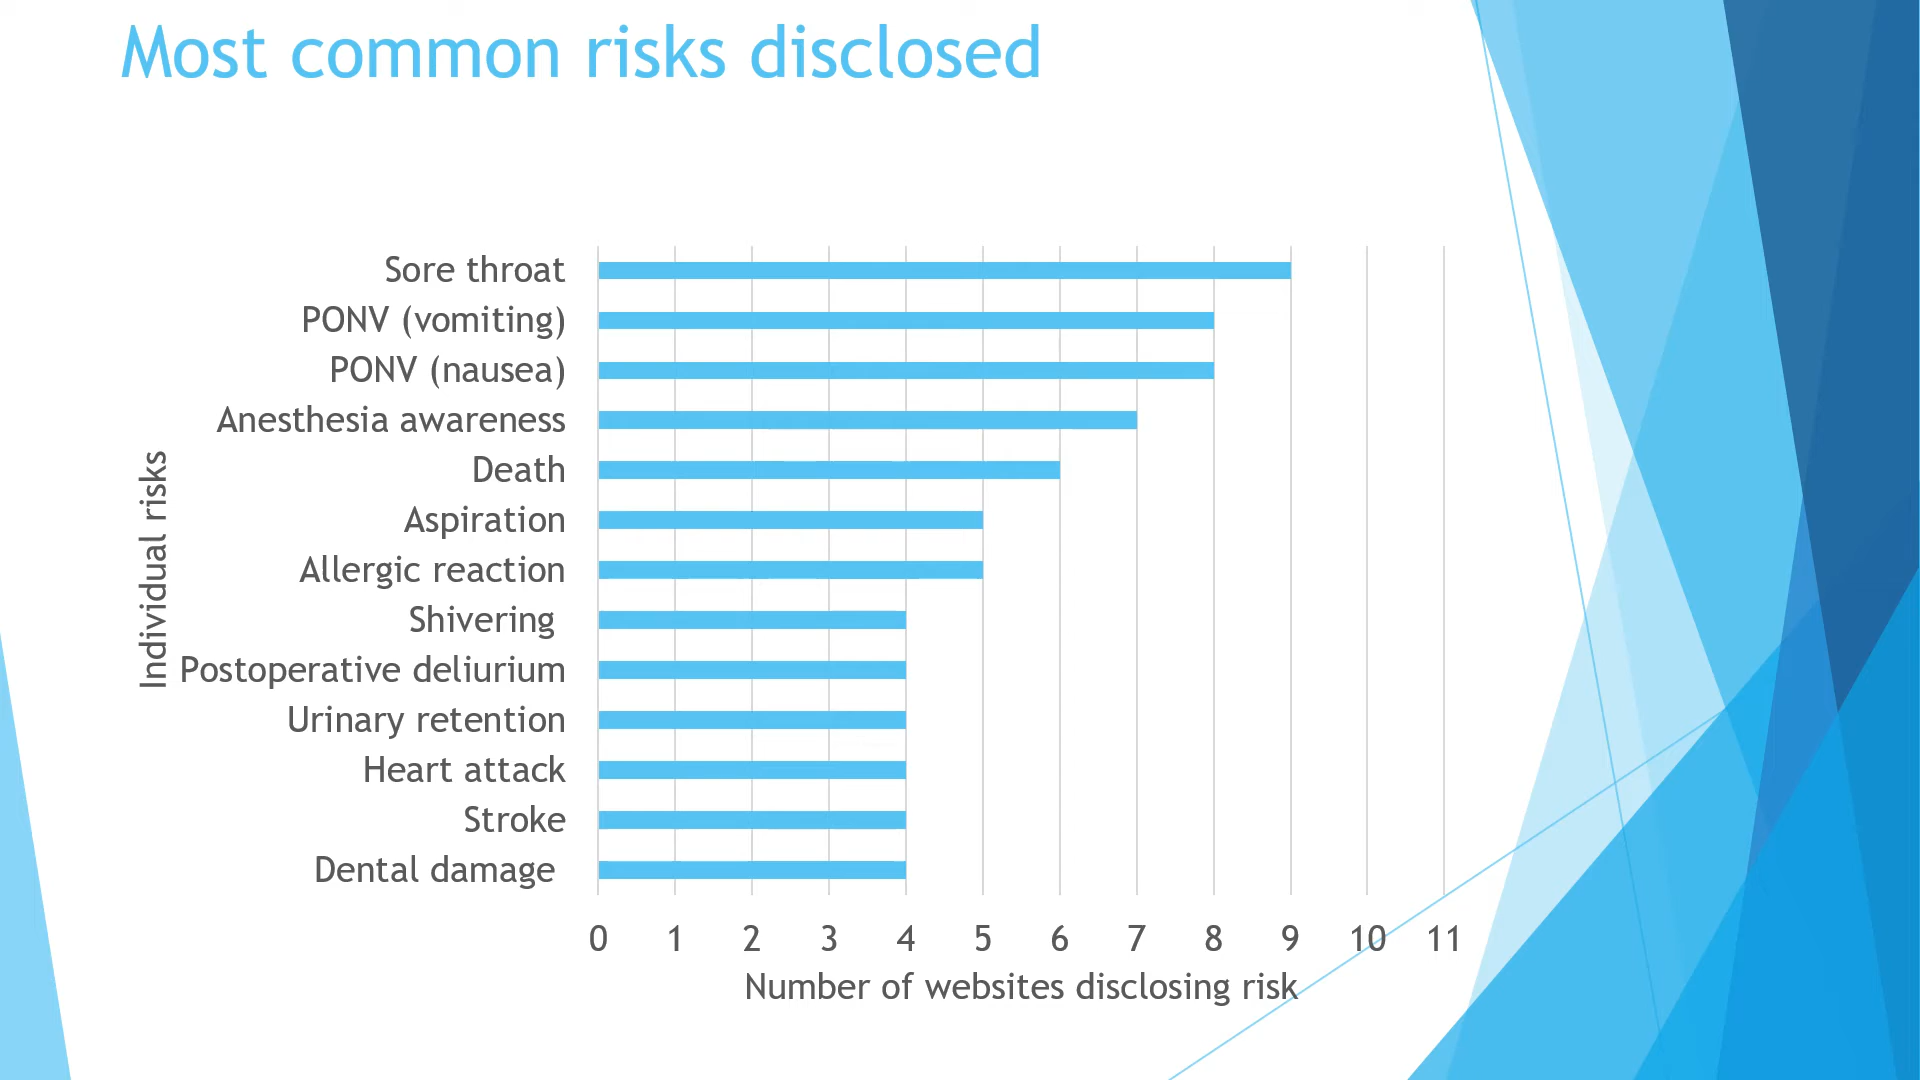 Most common risks disclosed
Individual risks
Sore throat
PONV (vomiting)
PONV (nausea)
Anesthesia awareness
Death
Aspiration
Allergic reaction
Shivering
Postoperative deliurium
Urinary retention
Heart attack
Stroke
Dental damage
0 1 2 3 4 5 6 7 8 9 10 11
Number of websites disclosing risk